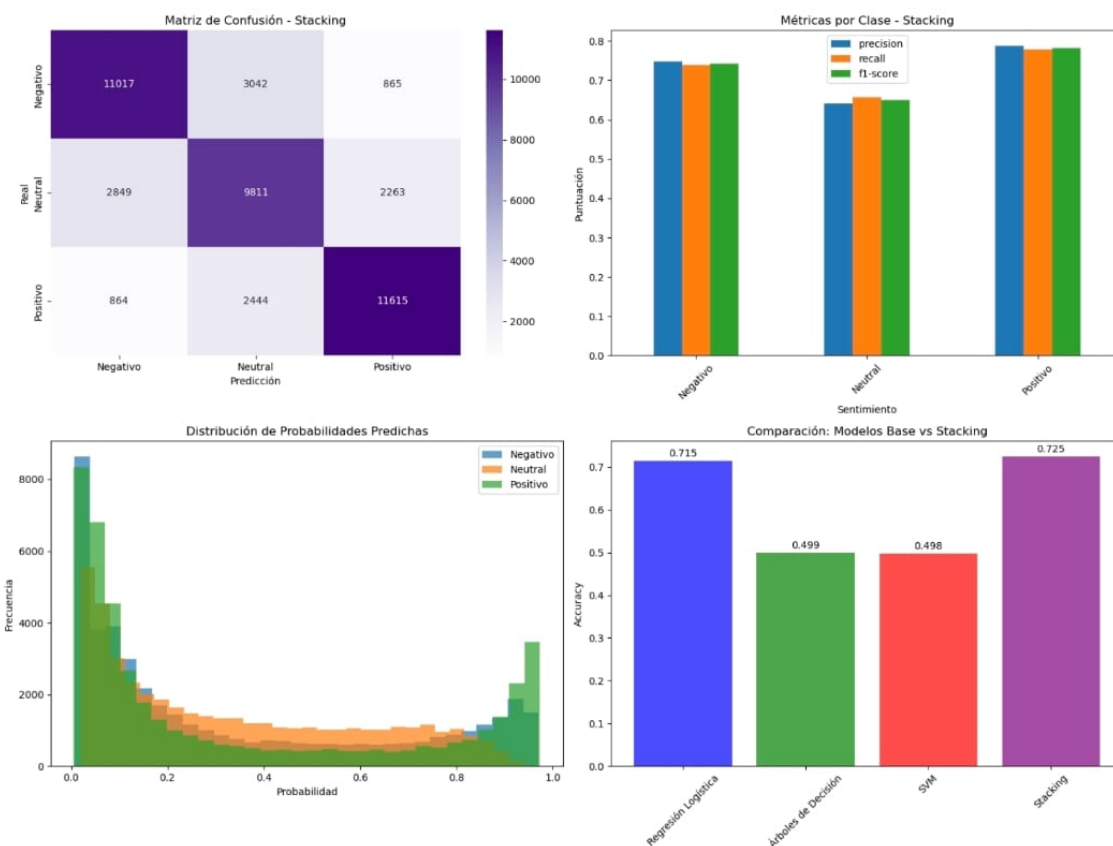 Matriz de Confusión - Stacking
Negativo
11017
3042
865
Real
Neutral
2849
9811
2263
Positivo
864
2444
11615
10000
8000
6000
4000
2000
Negativo
Neutral
Positivo
Predicción
Métricas por Clase - Stacking
precision
recall
f1-score
Puntuación
0.8
0.7
0.6
0.5
0.4
0.3
0.2
0.1
0.0
Negativo
Neutral
Positivo
Sentimiento
Distribución de Probabilidades Predichas
Negativo
Neutral
Positivo
Frecuencia
8000
6000
4000
2000
0
0.0
0.2
0.4
0.6
0.8
1.0
Probabilidad
Comparación: Modelos Base vs Stacking
0.715
0.499
0.498
0.725
Accuracy
0.7
0.6
0.5
0.4
0.3
0.2
0.1
0.0
Regresión Logística
Árboles de Decisión
SVM
Stacking